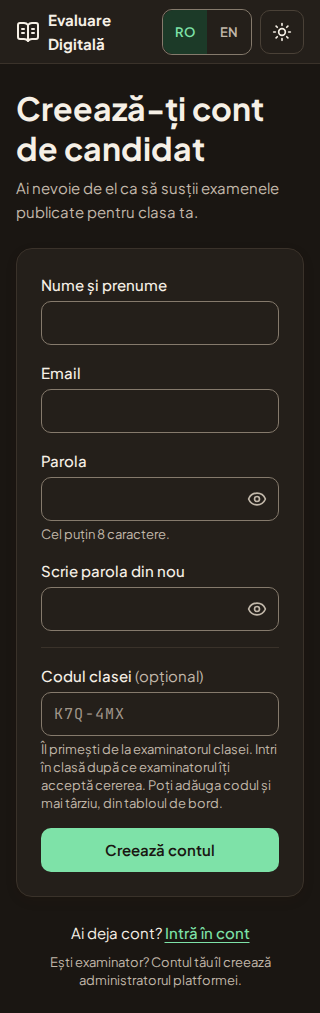 Evaluare
Digitală
RO
EN
Creează-ți cont
de candidat
Ai nevoie de el ca să susții examenele
publicate pentru clasa ta.
Nume și prenume
Email
Parola
Cel puțin 8 caractere.
Scrie parola din nou
Codul clasei (opțional)
K7Q-4MX
Îl primești de la examinatorul clasei. Intri
în clasă după ce examinatorul îți
acceptă cererea. Poți adăuga codul și
mai târziu, din tabloul de bord.
Creează contul
Ai deja cont? Intră în cont
Ești examinator? Contul tău îl creează
administratorul platformei.